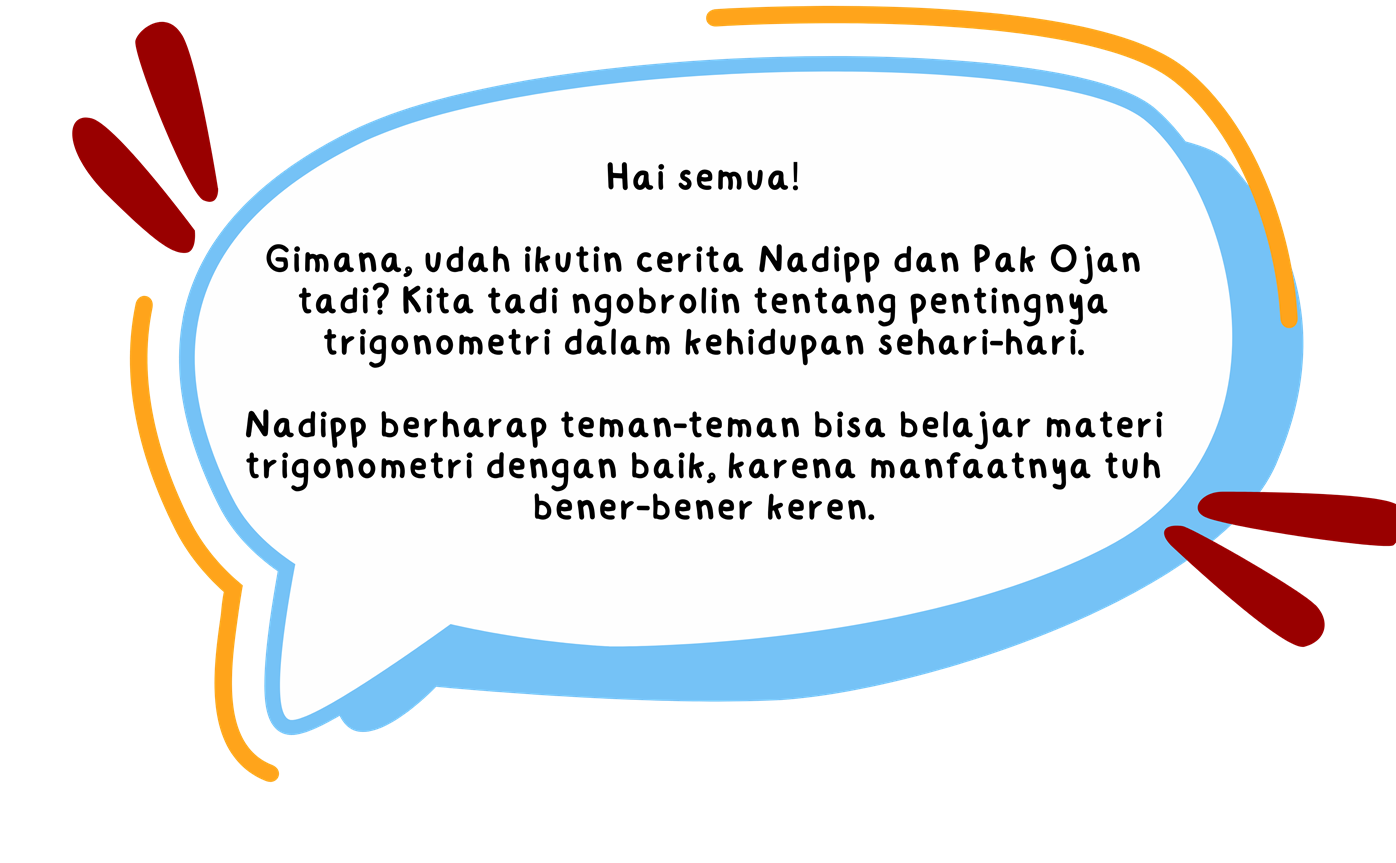 Hai semua!
Gimana, udah ikutin cerita Nadipp dan Pak Ojan
tadi? Kita tadi ngobrolin tentang pentingnya
trigonometri dalam kehidupan sehari-hari.
Nadipp berharap teman-teman bisa belajar materi
trigonometri dengan baik, karena manfaatnya tuh
bener-bener keren.